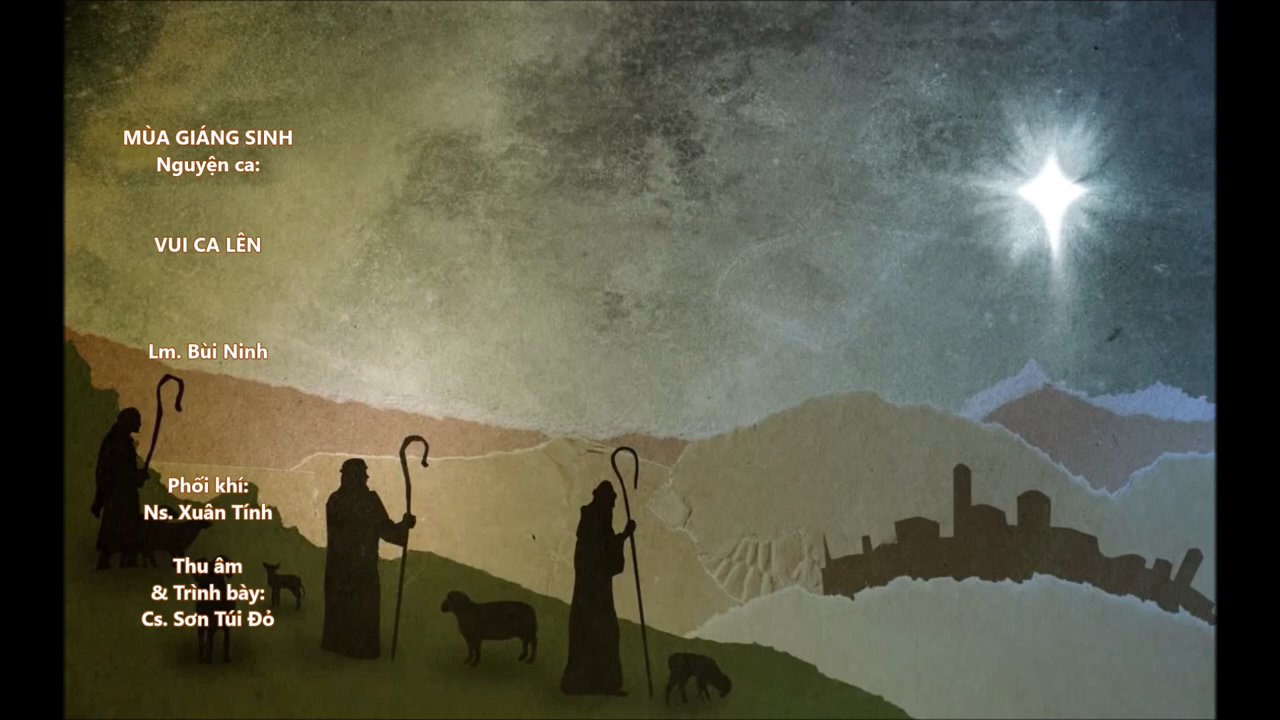 MÙA GIÁNG SINH
Nguyện ca:
VUI CA LÊN
Lm. Bùi Ninh
Phối khí:
Ns. Xuân Tính
Thu âm
& Trình bày:
Cs. Sơn Túi Đỏ